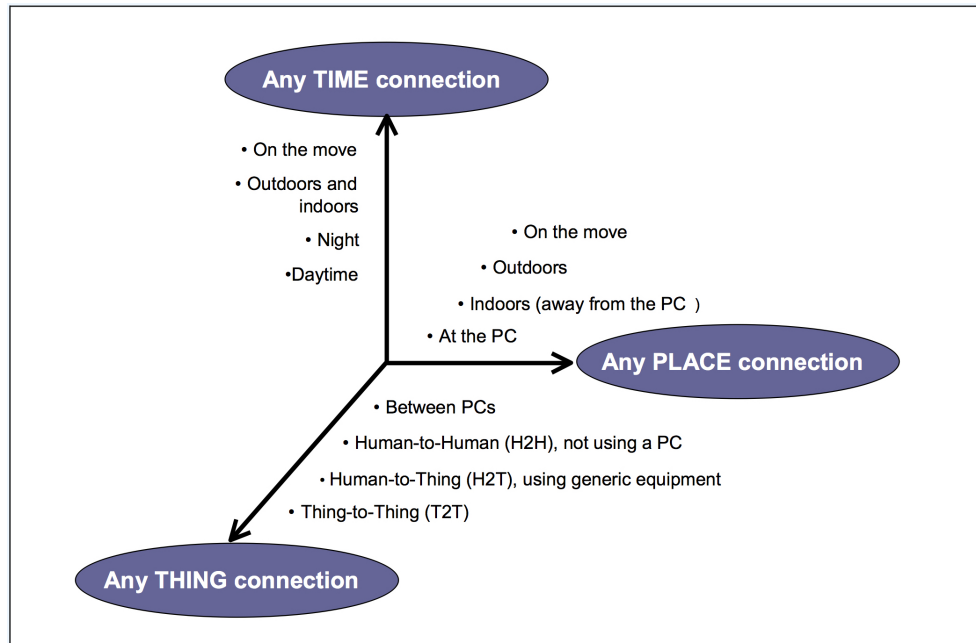 Any TIME connection
• On the move
• Outdoors and
indoors
• Night
•Daytime
• On the move
• Outdoors
• Indoors (away from the PC )
• At the PC
Any PLACE connection
• Between PCs
• Human-to-Human (H2H), not using a PC
• Human-to-Thing (H2T), using generic equipment
• Thing-to-Thing (T2T)
Any THING connection